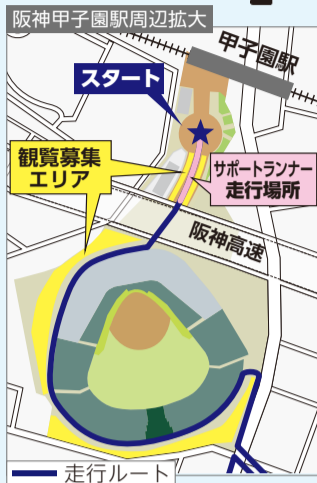 阪神甲子園駅周辺拡大
甲子園駅
スタート
観覧募集
エリア
サポートランナー
走行場所
阪神高速
走行ルート